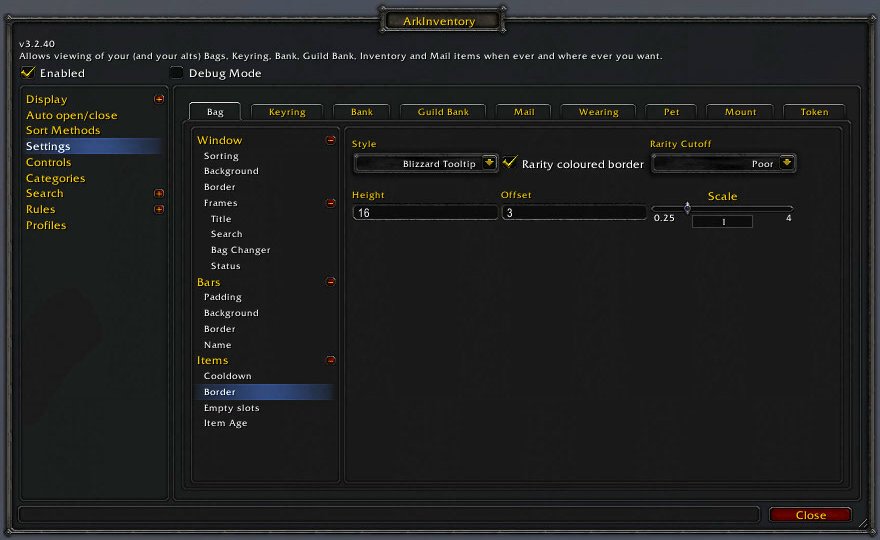 ArkInventory
v3.2.40
Allows viewing of your (and your alts) Bags, Keyring, Bank, Guild Bank, Inventory and Mail items when ever and where ever you want.
Enabled
Debug Mode
Display
Auto open/close
Sort Methods
Settings
Controls
Categories
Search
Rules
Profiles
Bag
Keyring
Bank
Guild Bank
Mail
Wearing
Pet
Mount
Token
Window
Sorting
Background
Border
Frames
Title
Search
Bag Changer
Status
Bars
Padding
Background
Border
Name
Items
Cooldown
Border
Empty slots
Item Age
Style
Blizzard Tooltip
Rarity coloured border
Rarity Cutoff
Poor
Height
16
Offset
3
Scale
0.25
4
1
Close